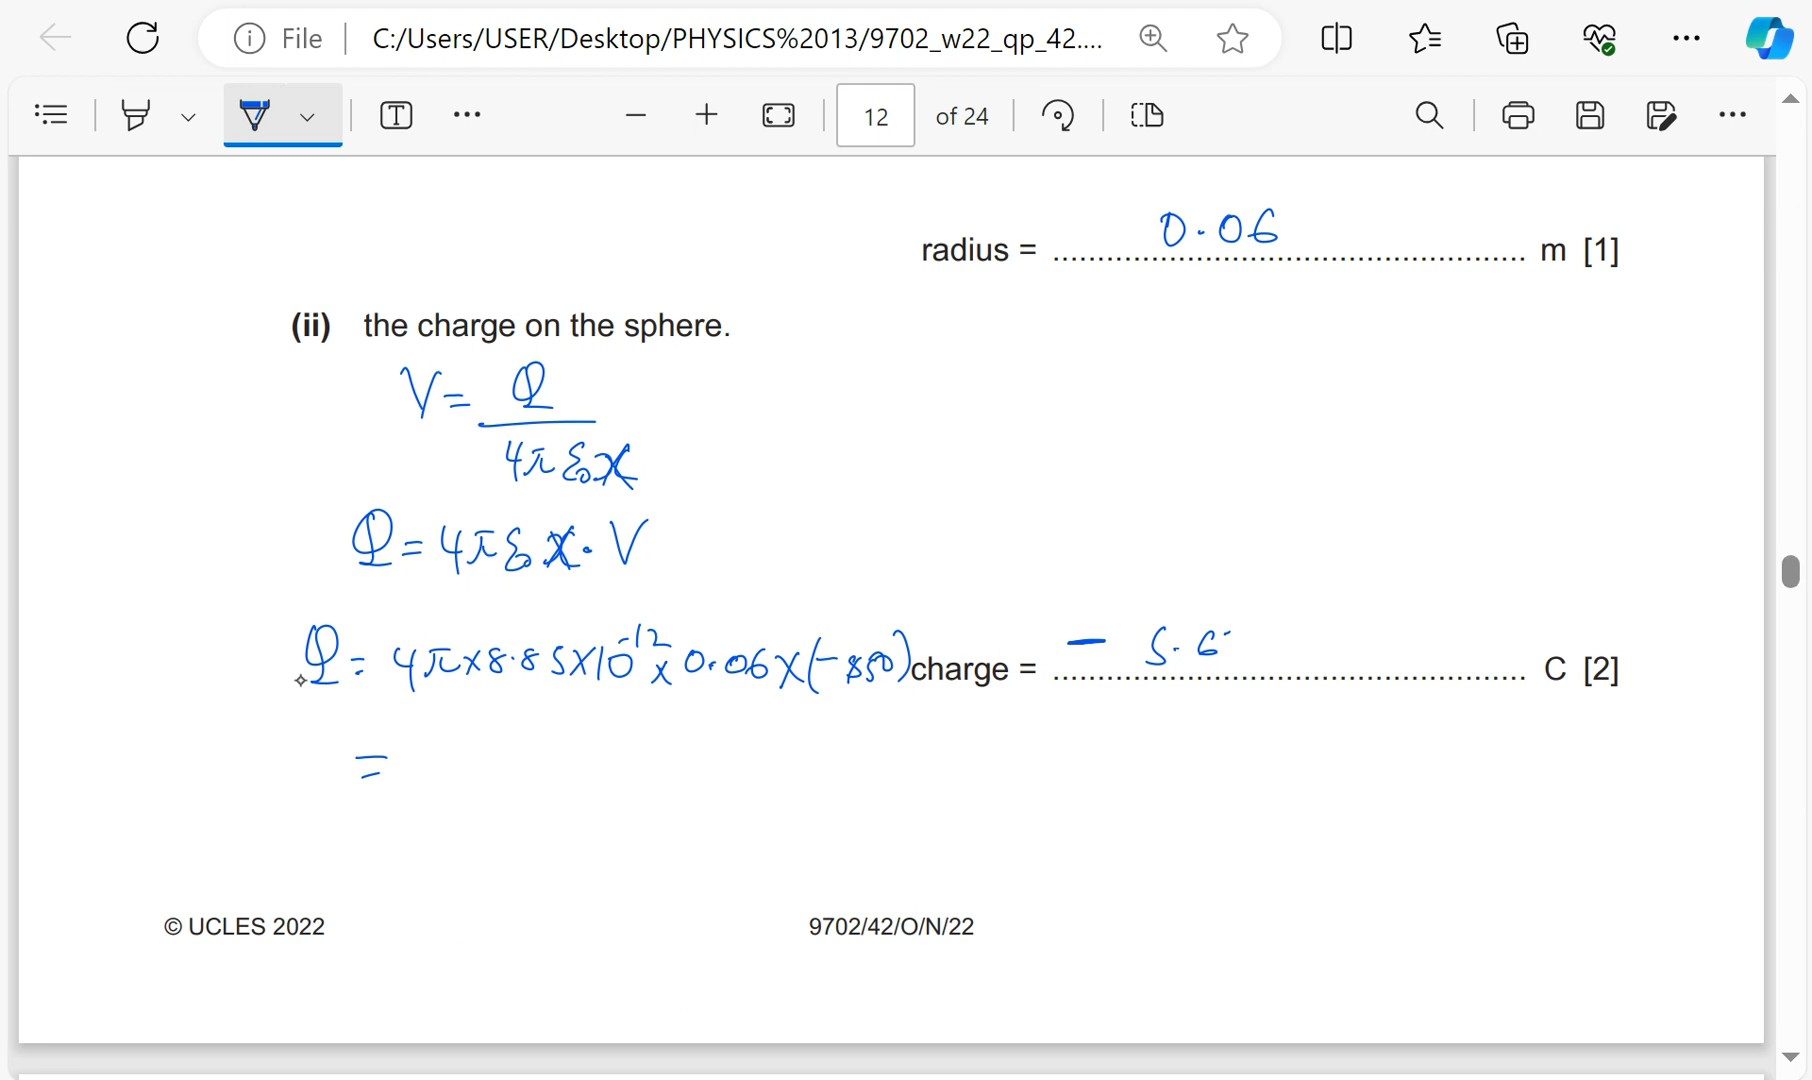 File C:/Users/USER/Desktop/PHYSICS%2013/9702_w22_qp_42....
12 of 24
radius = 0.06 m [1]
(ii) the charge on the sphere.
V = Q
4πε₀x
Q = 4πε₀x · V
Q = 4π×8.85×10⁻¹² × 0.06×(-850) charge = - 5.6 C [2]
=
© UCLES 2022 9702/42/O/N/22